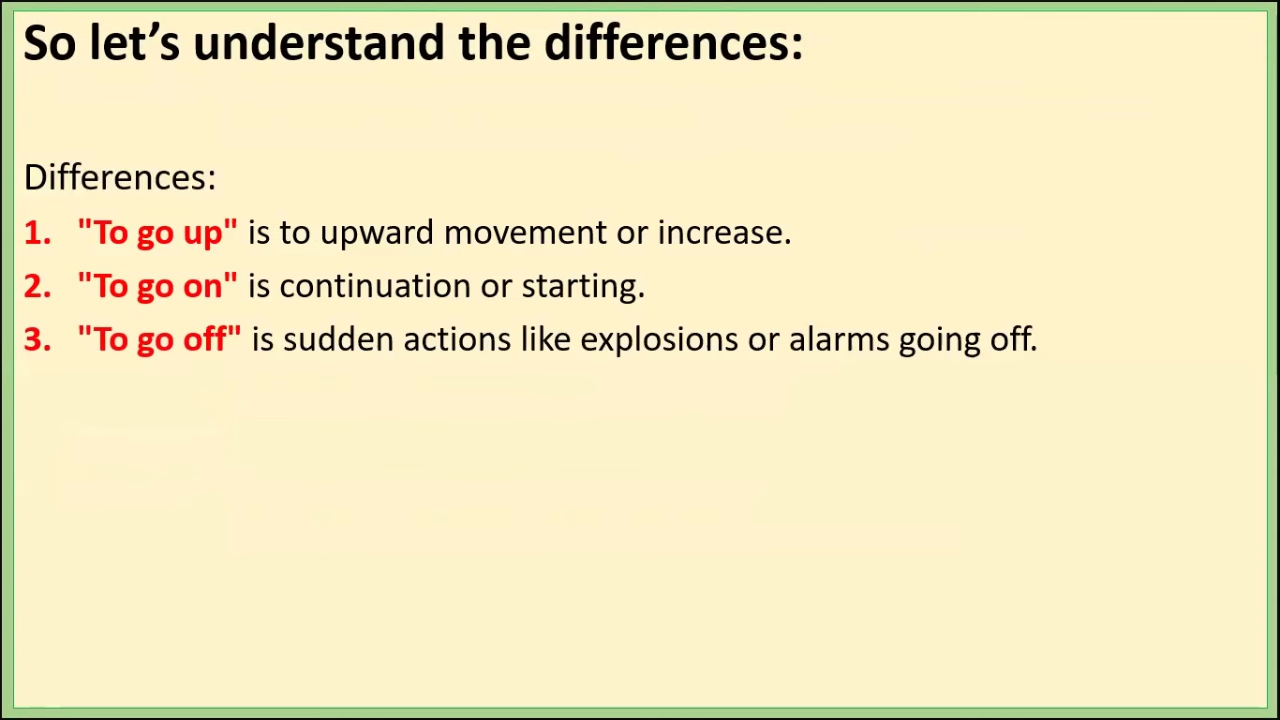 So let’s understand the differences:
Differences:
1. "To go up" is to upward movement or increase.
2. "To go on" is continuation or starting.
3. "To go off" is sudden actions like explosions or alarms going off.